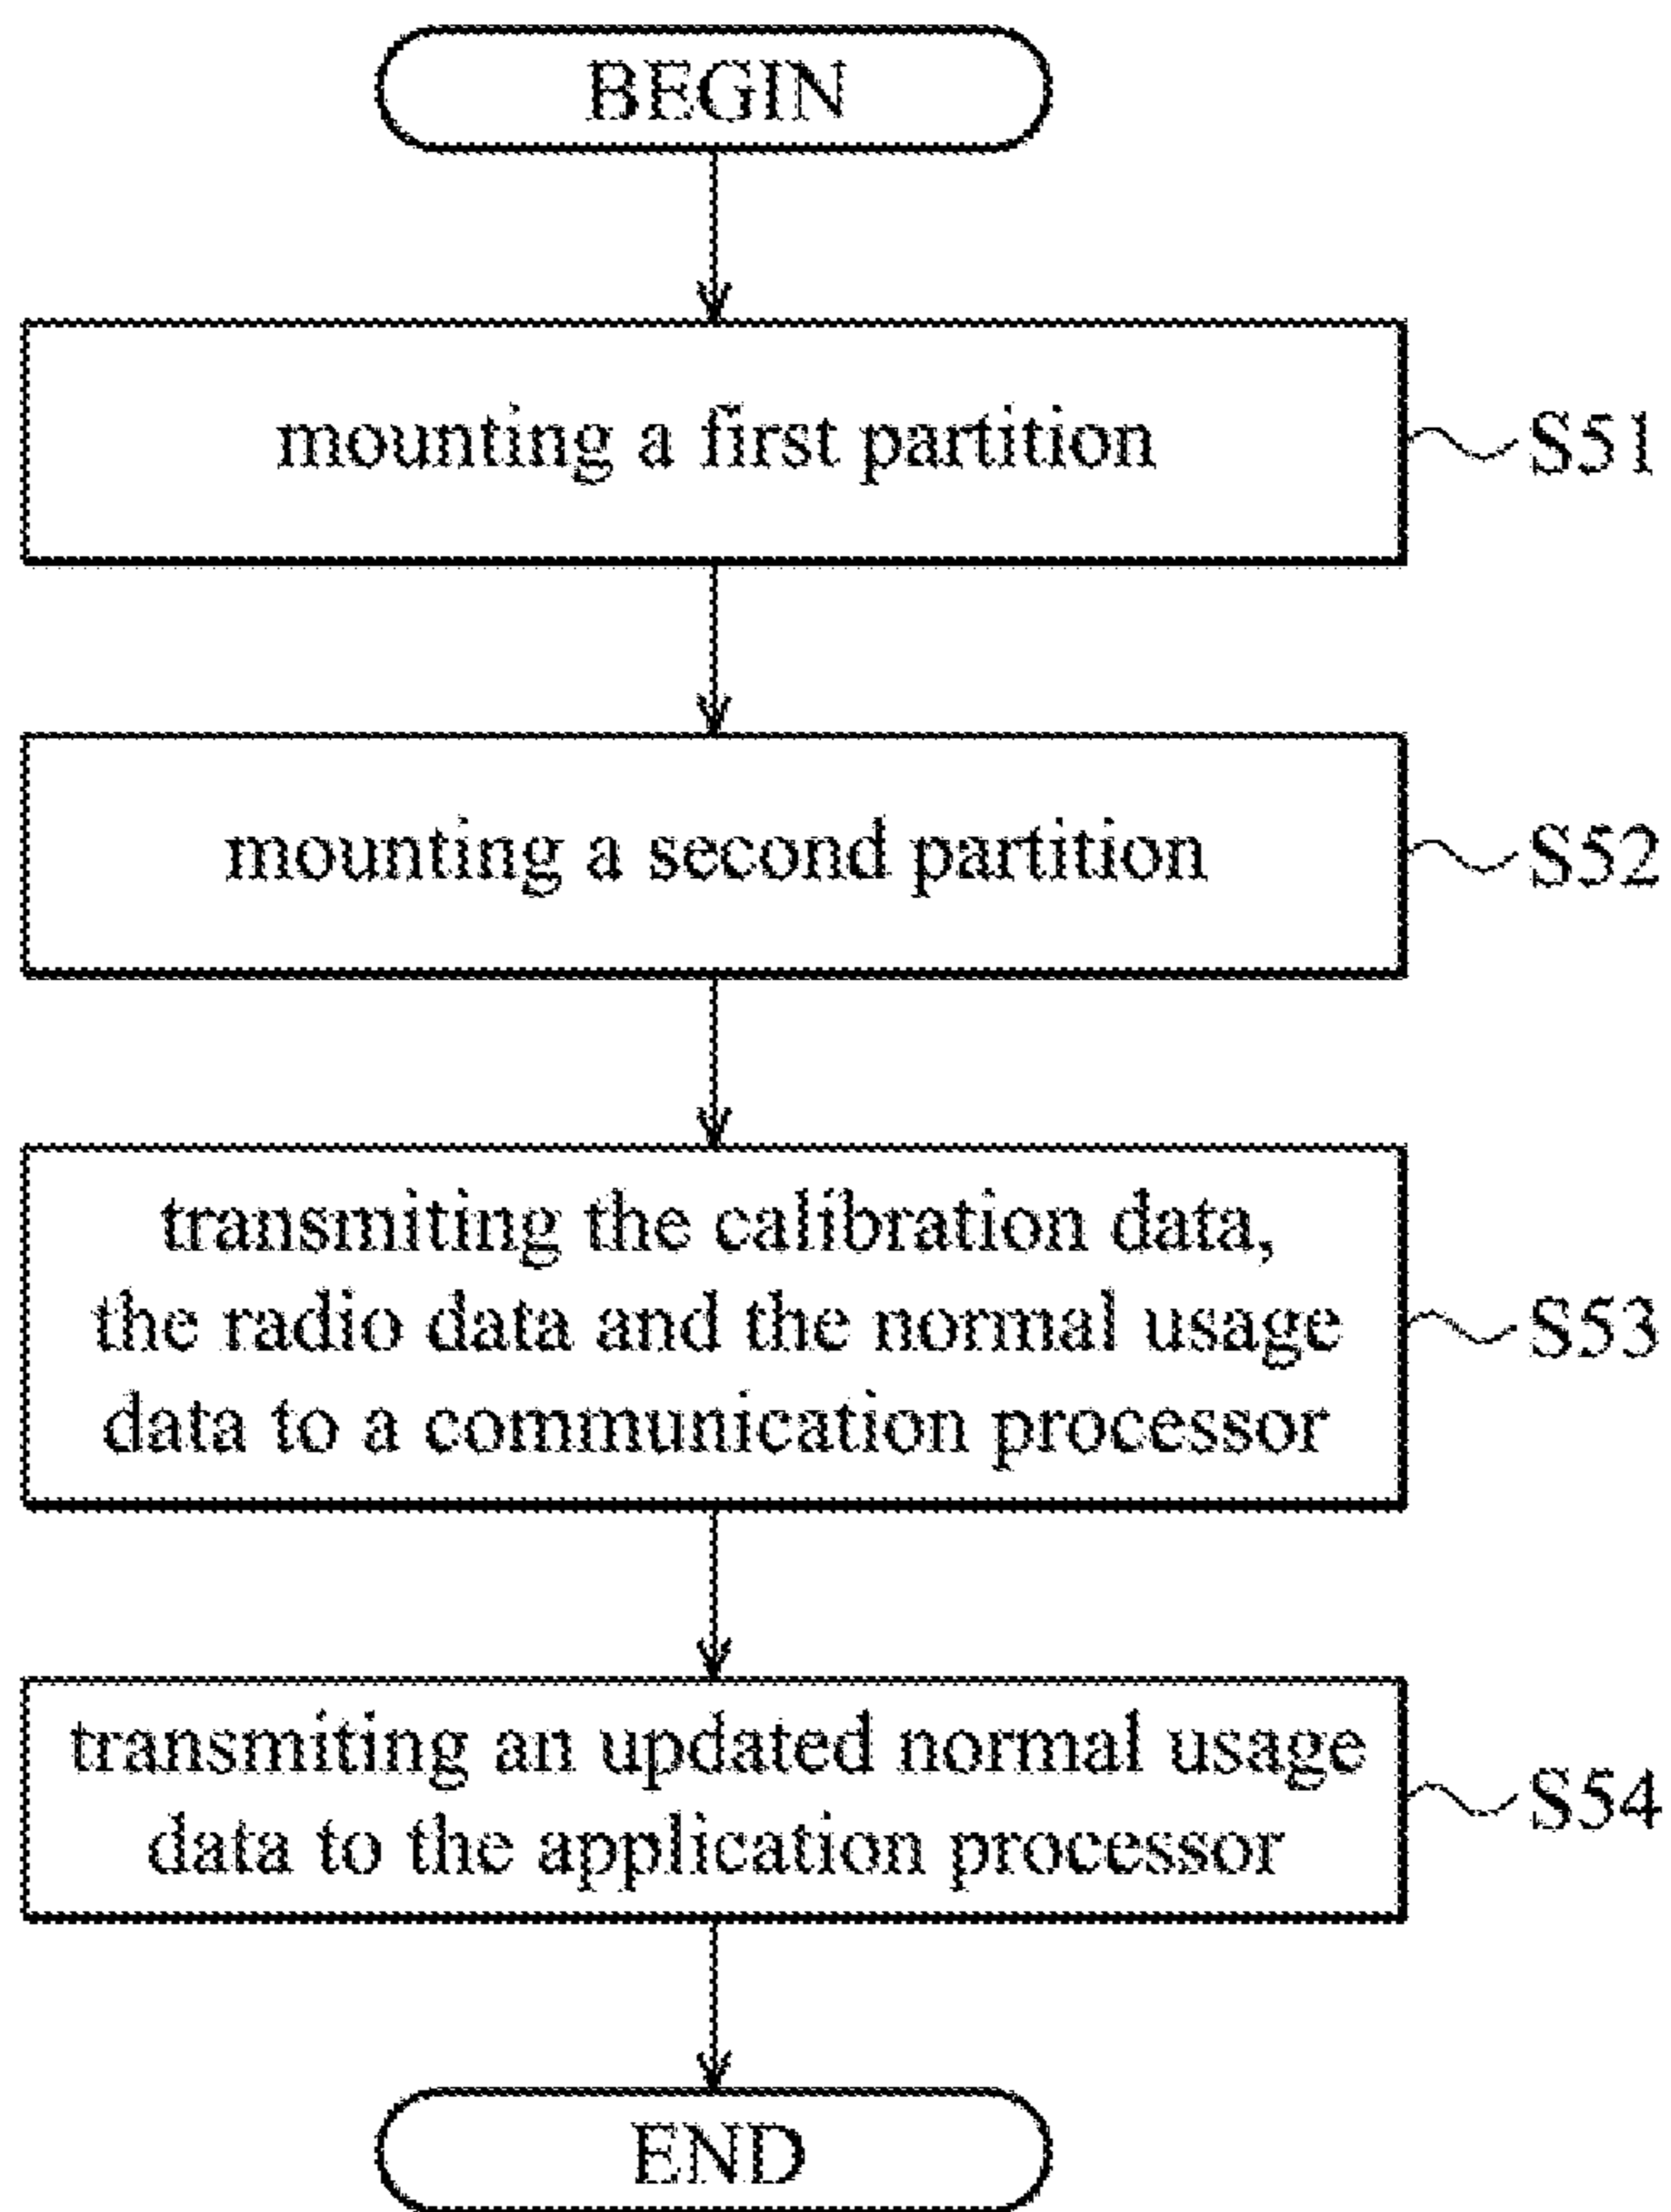 BEGIN
mounting a first partition
S51
mounting a second partition
S52
transmiting the calibration data,
the radio data and the normal usage
data to a communication processor
S53
transmiting an updated normal usage
data to the application processor
S54
END